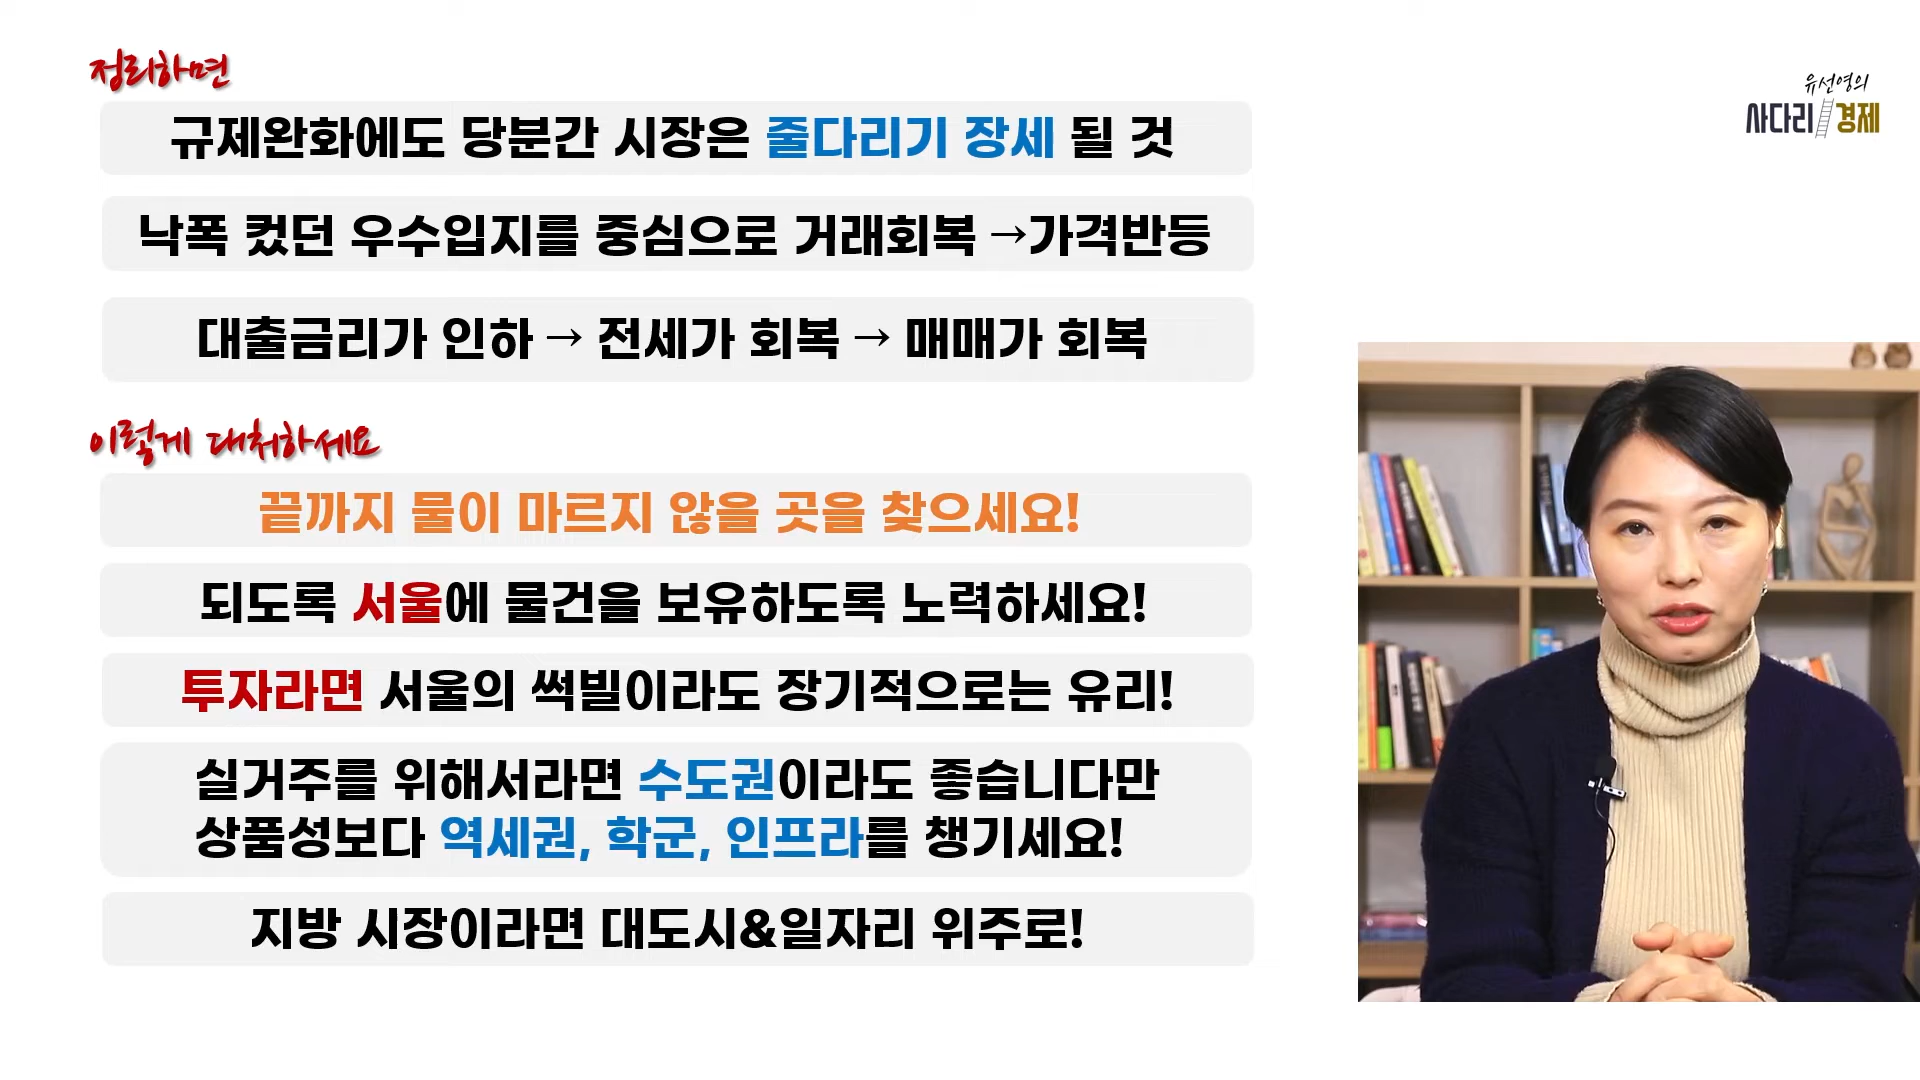 정리하면
규제완화에도 당분간 시장은 줄다리기 장세 될 것
낙폭 컸던 우수입지를 중심으로 거래회복 →가격반등
대출금리가 인하 → 전세가 회복 → 매매가 회복
이렇게 대처하세요
끝까지 물이 마르지 않을 곳을 찾으세요!
되도록 서울에 물건을 보유하도록 노력하세요!
투자라면 서울의 썩빌이라도 장기적으로는 유리!
실거주를 위해서라면 수도권이라도 좋습니다만
상품성보다 역세권, 학군, 인프라를 챙기세요!
지방 시장이라면 대도시&일자리 위주로!
유선영의
사다리 경제